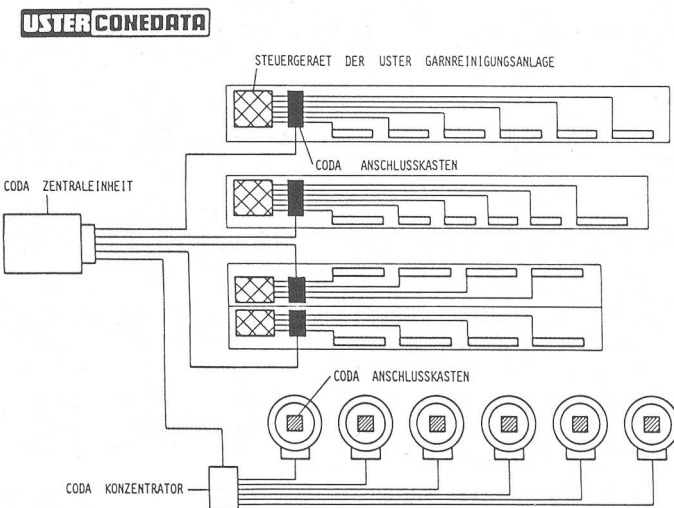 USTER CONEDATA
STEUERGERAET DER USTER GARNREINIGUNGSANLAGE
CODA ANSCHLUSSKASTEN
CODA ZENTRALEINHEIT
CODA ANSCHLUSSKASTEN
CODA KONZENTRATOR